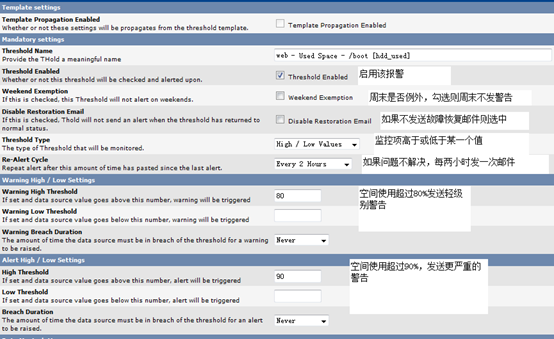 Template settings
Template Propagation Enabled
Whether or not these settings will be propagates from the threshold template.
Template Propagation Enabled
Mandatory settings
Threshold Name
Provide the THold a meaningful name
web - Used Space - /boot [hdd_used]
Threshold Enabled
Whether or not this threshold will be checked and alerted upon.
Threshold Enabled
启用该报警
Weekend Exemption
If this is checked, this Threshold will not alert on weekends.
Weekend Exemption
周末是否例外，勾选则周末不发警告
Disable Restoration Email
If this is checked, Thold will not send an alert when the threshold has returned to
normal status.
Disable Restoration Email
如果不发送故障恢复邮件则选中
Threshold Type
The type of Threshold that will be monitored.
High / Low Values
监控项高于或低于某一个值
Re-Alert Cycle
Repeat alert after this amount of time has pasted since the last alert.
Every 2 Hours
如果问题不解决，每两小时发一次邮件
Warning High / Low Settings
Warning High Threshold
If set and data source value goes above this number, warning will be triggered
80
空间使用超过80%发送轻级
别警告
Warning Low Threshold
If set and data source value goes below this number, warning will be triggered
Warning Breach Duration
The amount of time the data source must be in breach of the threshold for a warning
to be raised.
Never
Alert High / Low Settings
High Threshold
If set and data source value goes above this number, alert will be triggered
90
空间使用超过90%，发送更严重的
警告
Low Threshold
If set and data source value goes below this number, alert will be triggered
Breach Duration
The amount of time the data source must be in breach of the threshold for an alert
to be raised.
Never